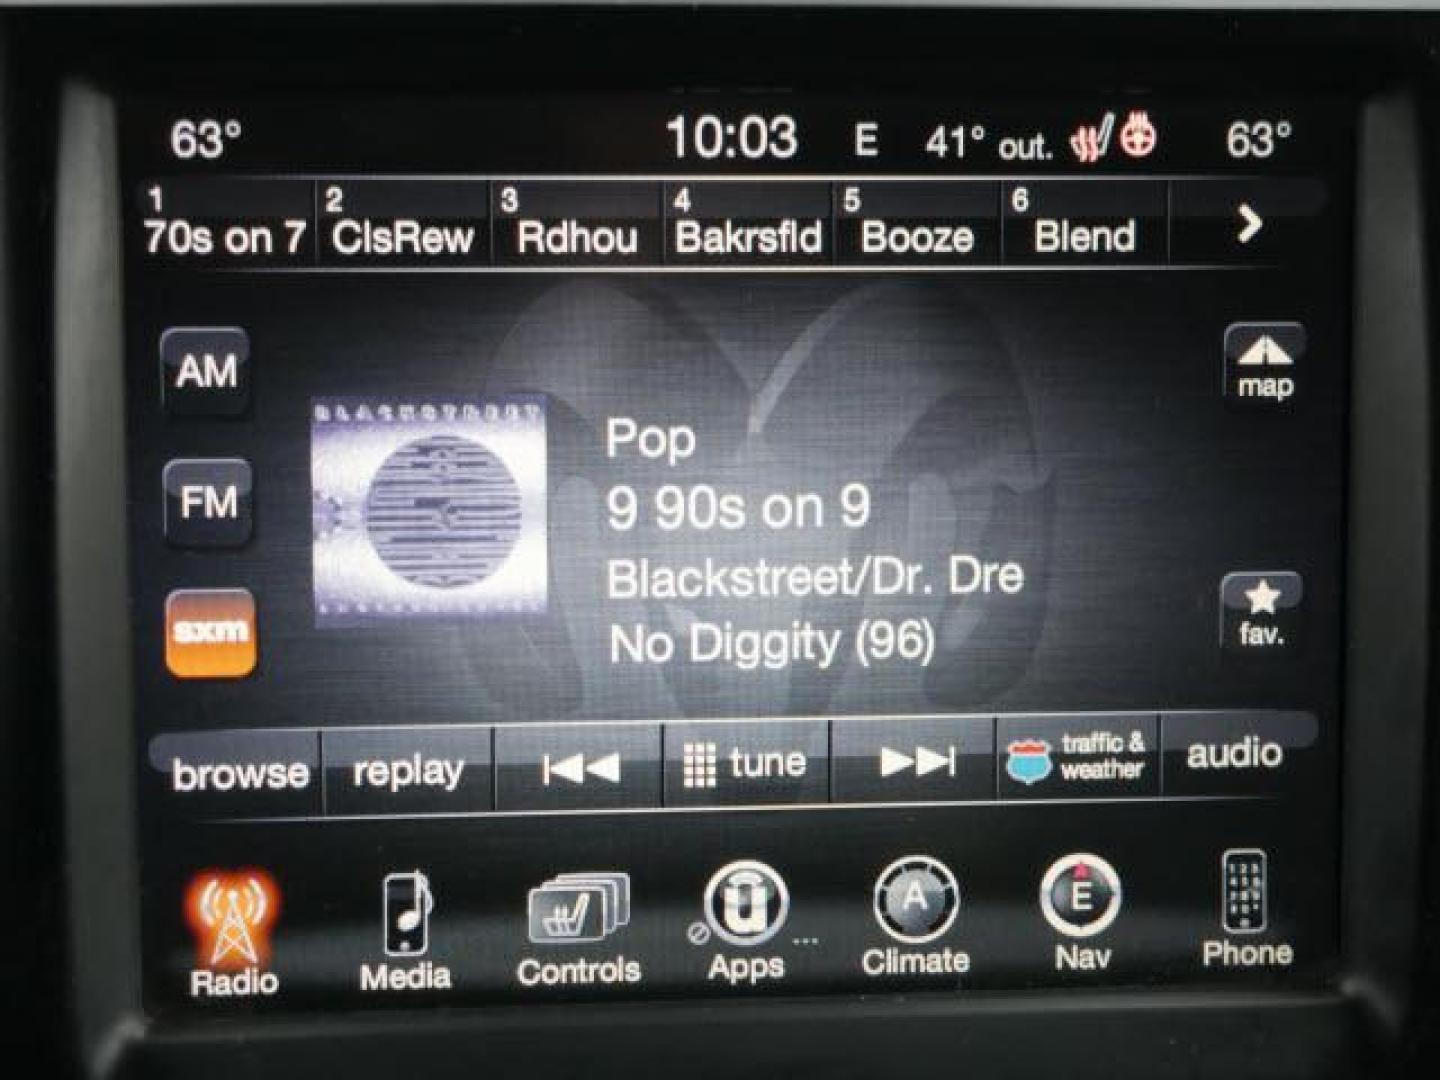 63° 10:03 E 41° out. 63°
1 2 3 4 5 6
70s on 7 ClsRew Rdhou Bakrsfld Booze Blend
AM
map
FM
BLACKSTREET
Pop
9 90s on 9
Blackstreet/Dr. Dre
No Diggity (96)
sxm
fav.
browse replay tune traffic & weather audio
A E
Radio Media Controls Apps Climate Nav Phone